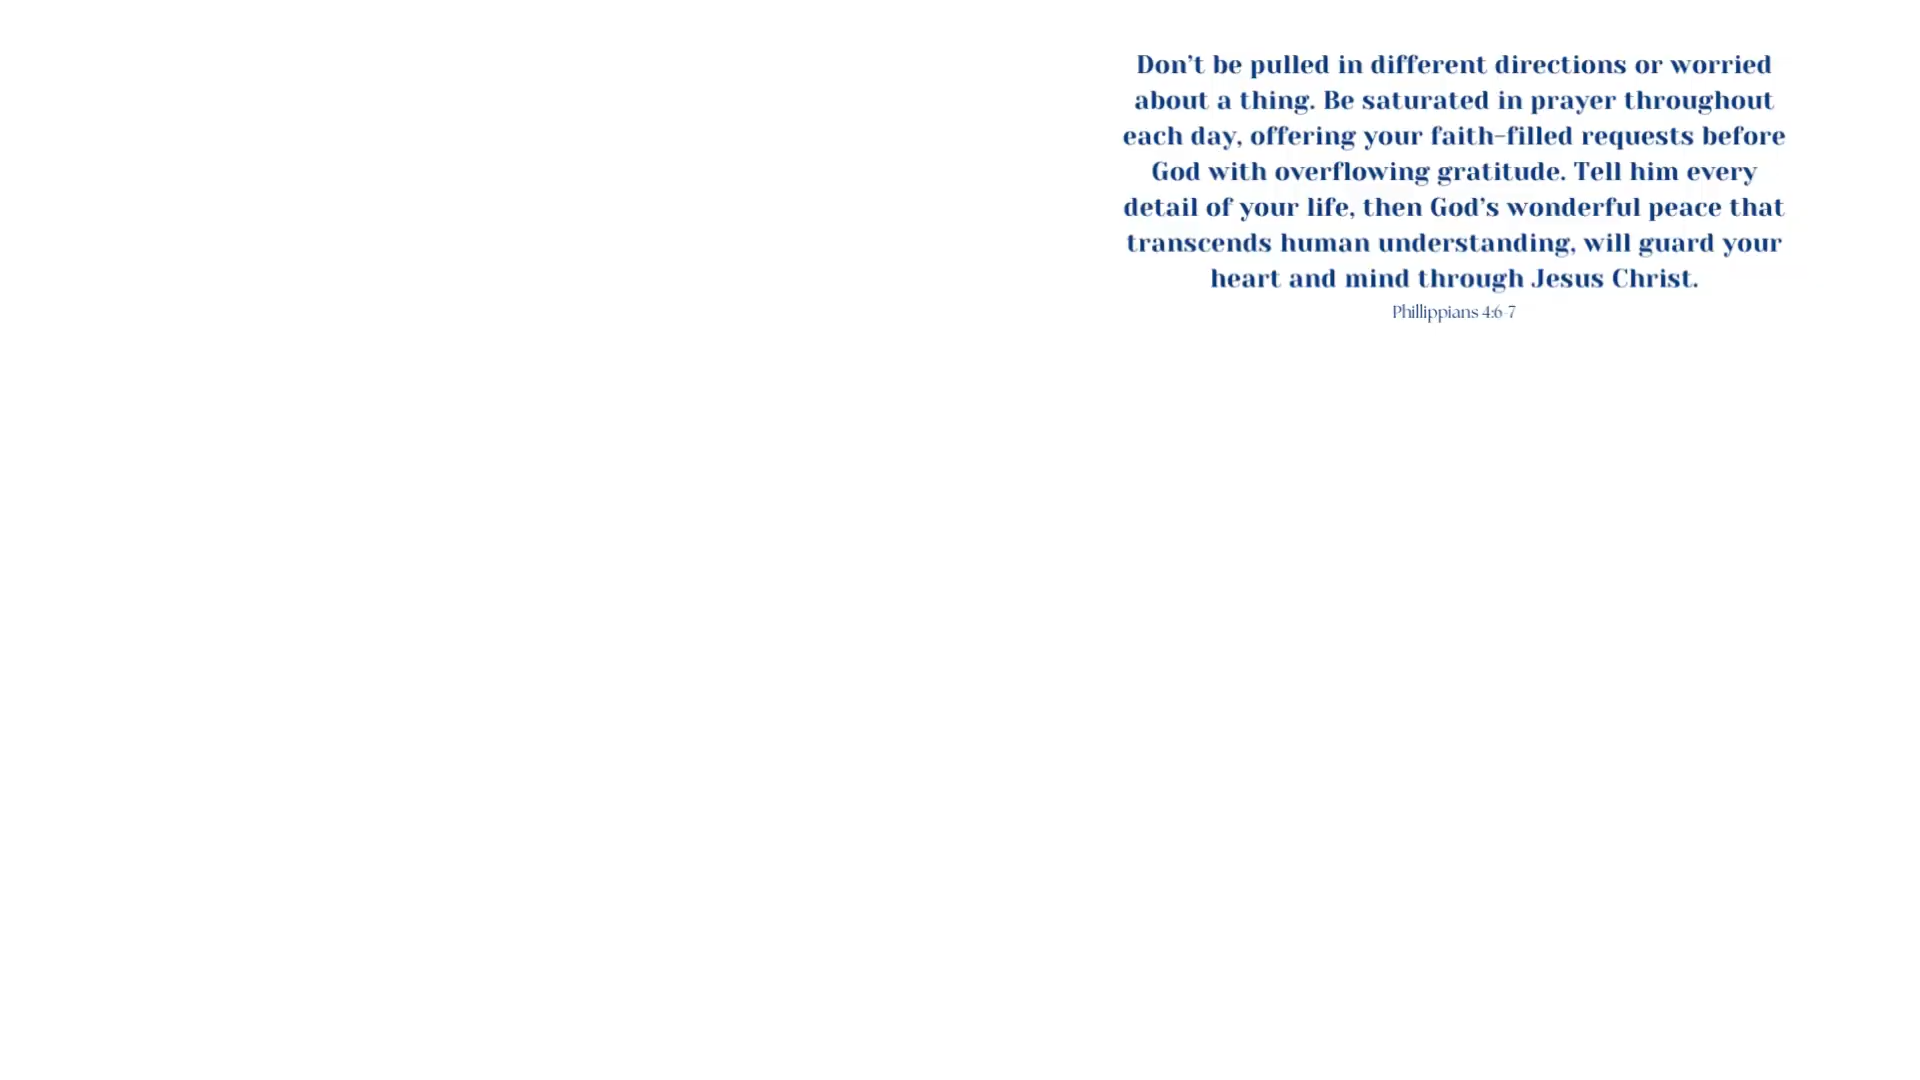 Don’t be pulled in different directions or worried
about a thing. Be saturated in prayer throughout
each day, offering your faith-filled requests before
God with overflowing gratitude. Tell him every
detail of your life, then God’s wonderful peace that
transcends human understanding, will guard your
heart and mind through Jesus Christ.
Phillippians 4:6-7